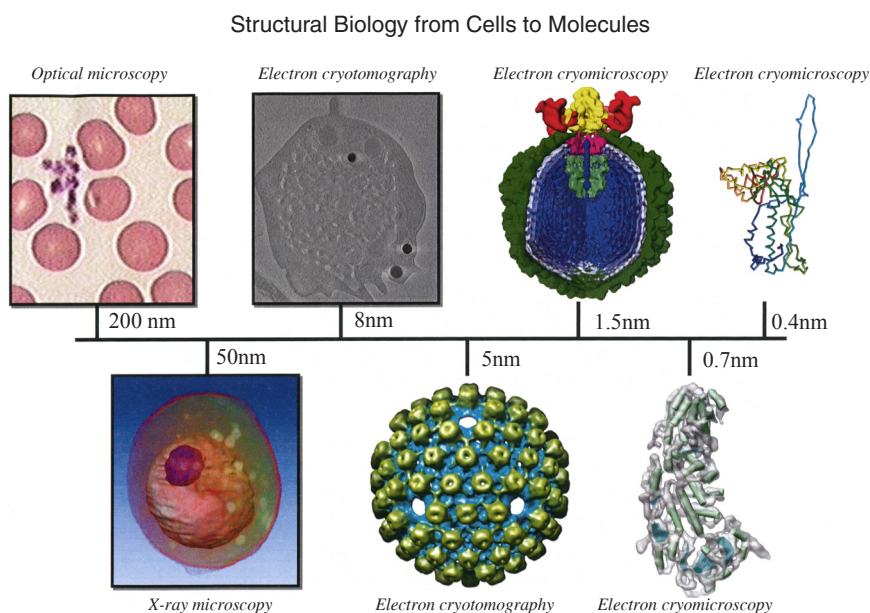 Structural Biology from Cells to Molecules
Optical microscopy
Electron cryotomography
Electron cryomicroscopy
Electron cryomicroscopy
200 nm
8nm
1.5nm
0.4nm
50nm
5nm
0.7nm
X-ray microscopy
Electron cryotomography
Electron cryomicroscopy